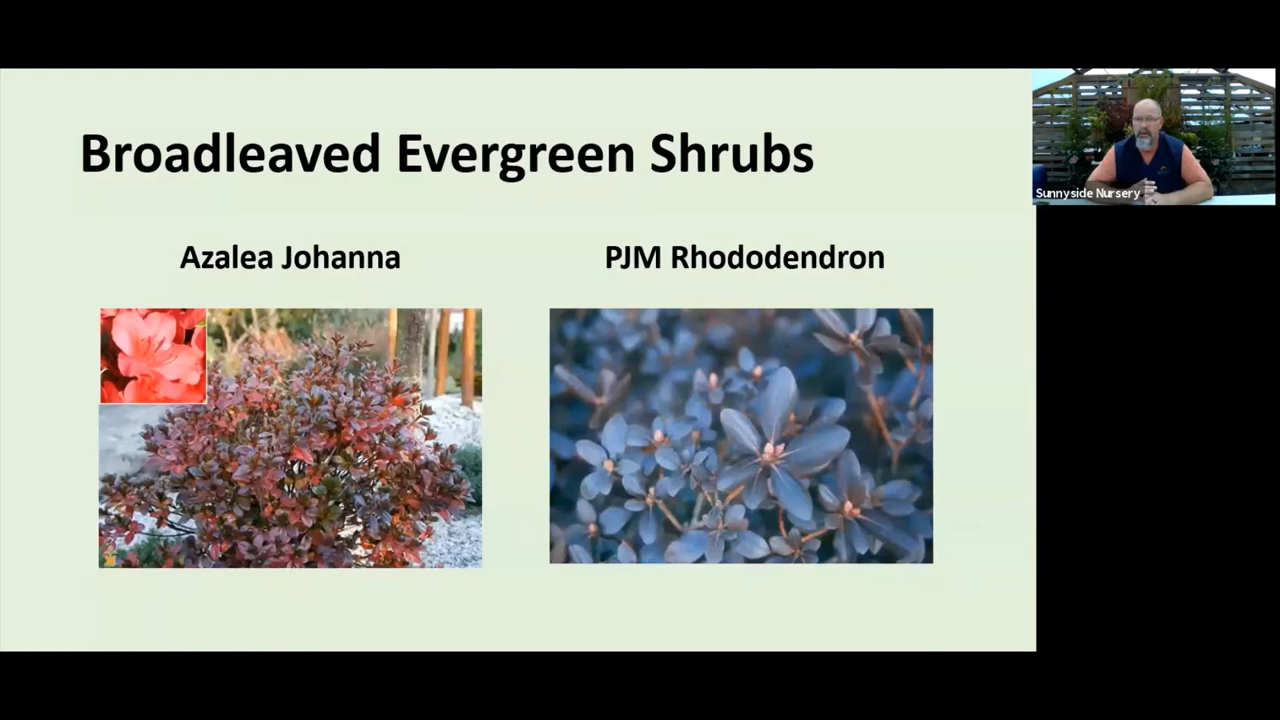 Broadleaved Evergreen Shrubs
Azalea Johanna
PJM Rhododendron
Sunnyside Nursery